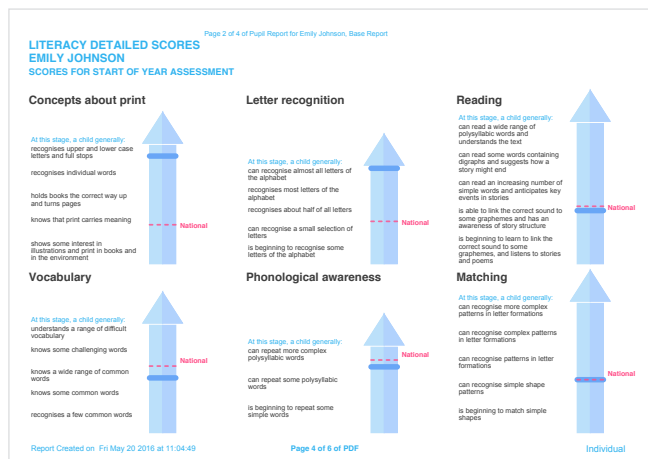 Page 2 of 4 of Pupil Report for Emily Johnson, Base Report
LITERACY DETAILED SCORES
EMILY JOHNSON
SCORES FOR START OF YEAR ASSESSMENT
Concepts about print
At this stage, a child generally:
recognises upper and lower case
letters and full stops
recognises individual words
holds books the correct way up
and turns pages
knows that print carries meaning
shows some interest in
illustrations and print in books and
in the environment
National
Letter recognition
At this stage, a child generally:
can recognise almost all letters of
the alphabet
recognises most letters of the
alphabet
recognises about half of all letters
can recognise a small selection of
letters
is beginning to recognise some
letters of the alphabet
National
Reading
At this stage, a child generally:
can read a wide range of
polysyllabic words and
understands the text
can read some words containing
digraphs and suggests how a
story might end
can read an increasing number of
simple words and anticipates key
events in stories
is able to link the correct sound to
some graphemes and has an
awareness of story structure
is beginning to learn to link the
correct sound to some
graphemes, and listens to stories
and poems
National
Vocabulary
At this stage, a child generally:
understands a range of difficult
vocabulary
knows some challenging words
knows a wide range of common
words
knows some common words
recognises a few common words
National
Phonological awareness
At this stage, a child generally:
can repeat more complex
polysyllabic words
can repeat some polysyllabic
words
is beginning to repeat some
simple words
National
Matching
At this stage, a child generally:
can recognise more complex
patterns in letter formations
can recognise complex patterns
in letter formations
can recognise patterns in letter
formations
can recognise simple shape
patterns
is beginning to match simple
shapes
National
Report Created on Fri May 20 2016 at 11:04:49
Page 4 of 6 of PDF
Individual